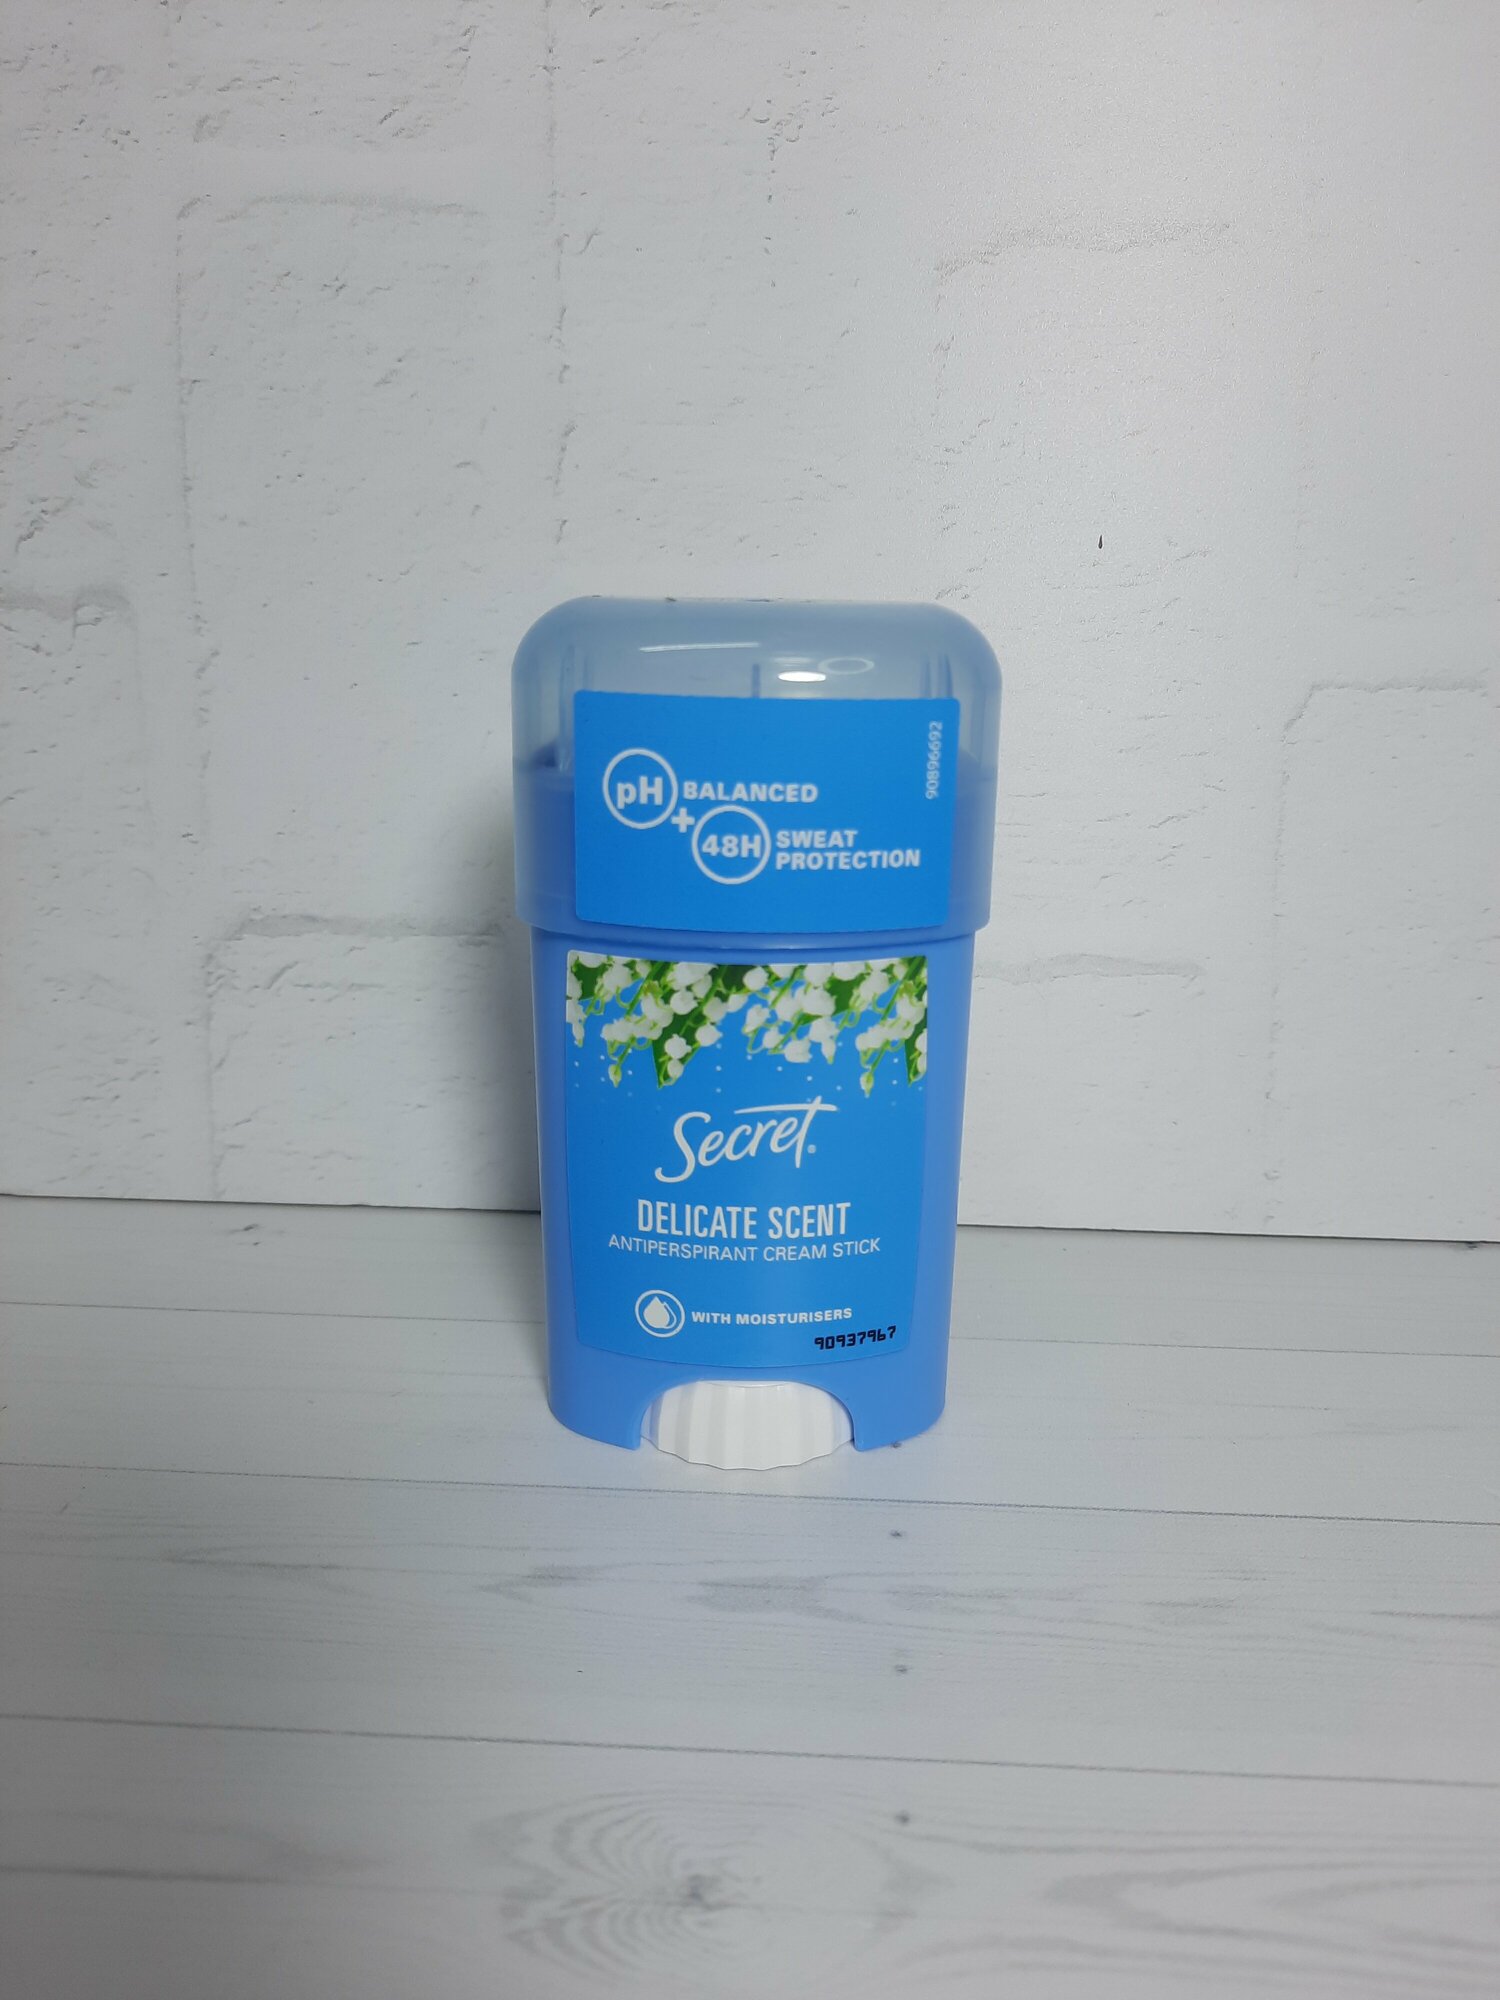 90896692
pH BALANCED
+
48H SWEAT
PROTECTION
Secret®
DELICATE SCENT
ANTIPERSPIRANT CREAM STICK
WITH MOISTURISERS
90937967